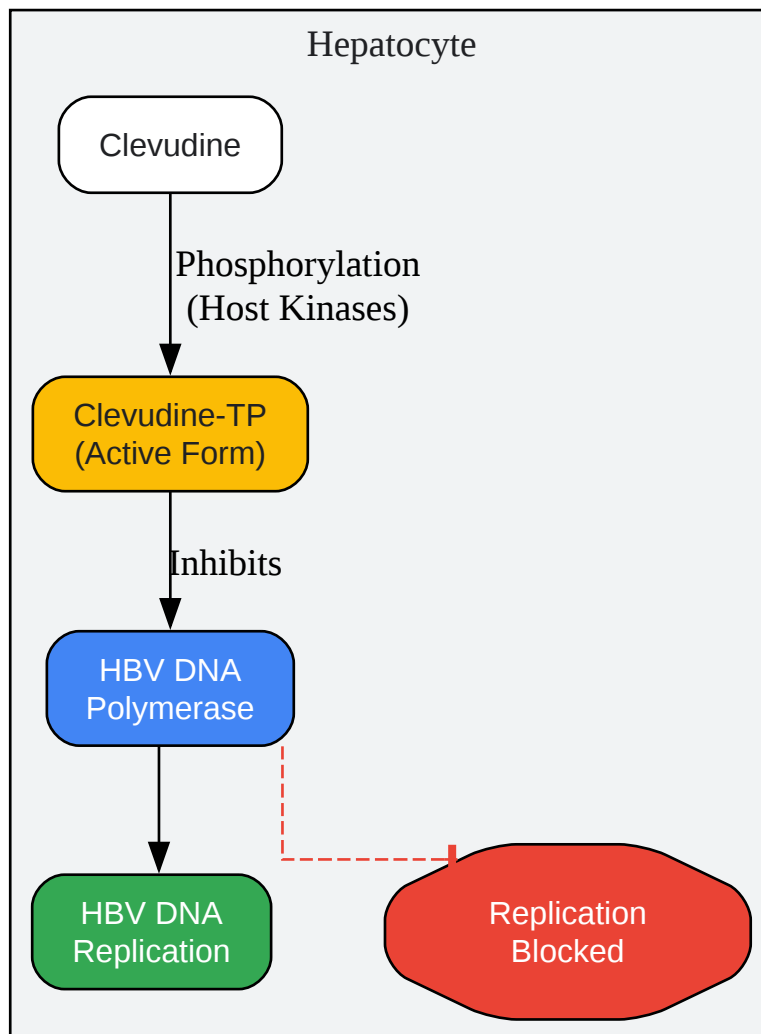 Hepatocyte
Clevudine
Phosphorylation
(Host Kinases)
Clevudine-TP
(Active Form)
Inhibits
HBV DNA
Polymerase
HBV DNA
Replication
Replication
Blocked